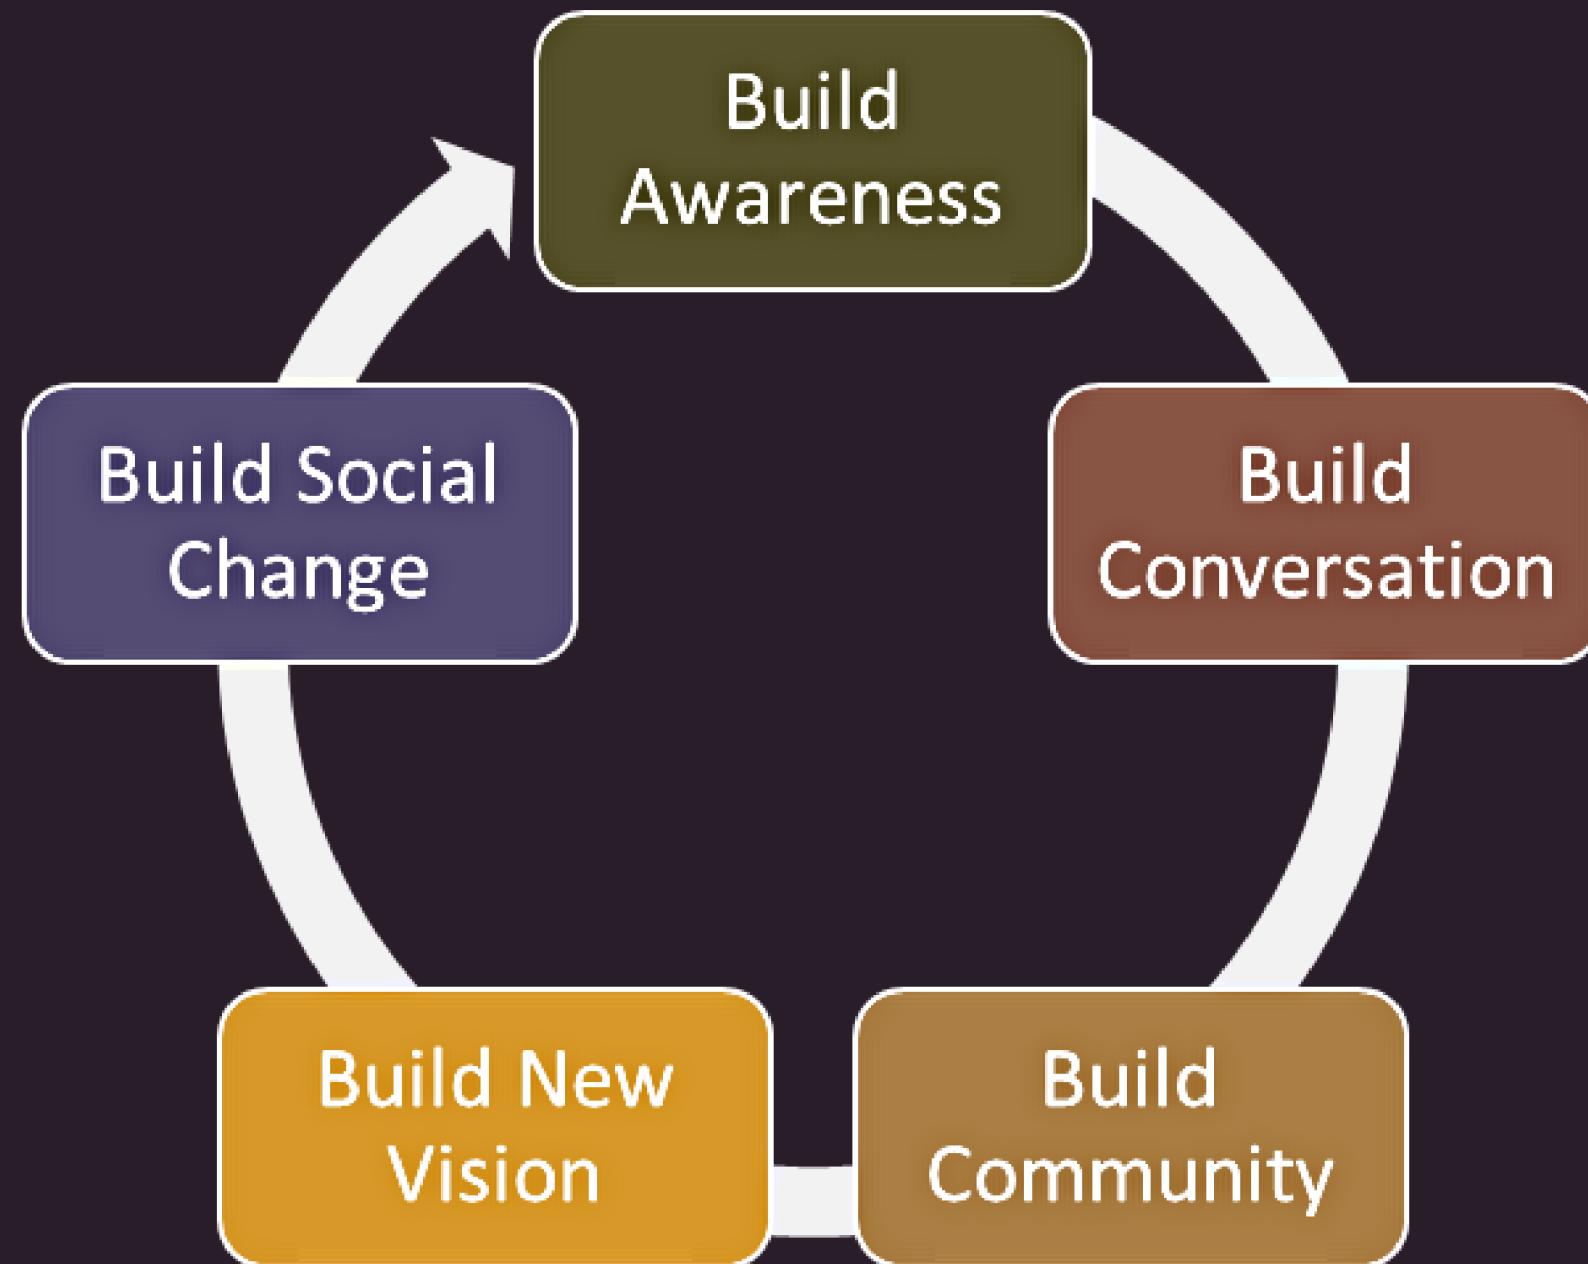 Build
Awareness
Build
Conversation
Build
Community
Build New
Vision
Build Social
Change